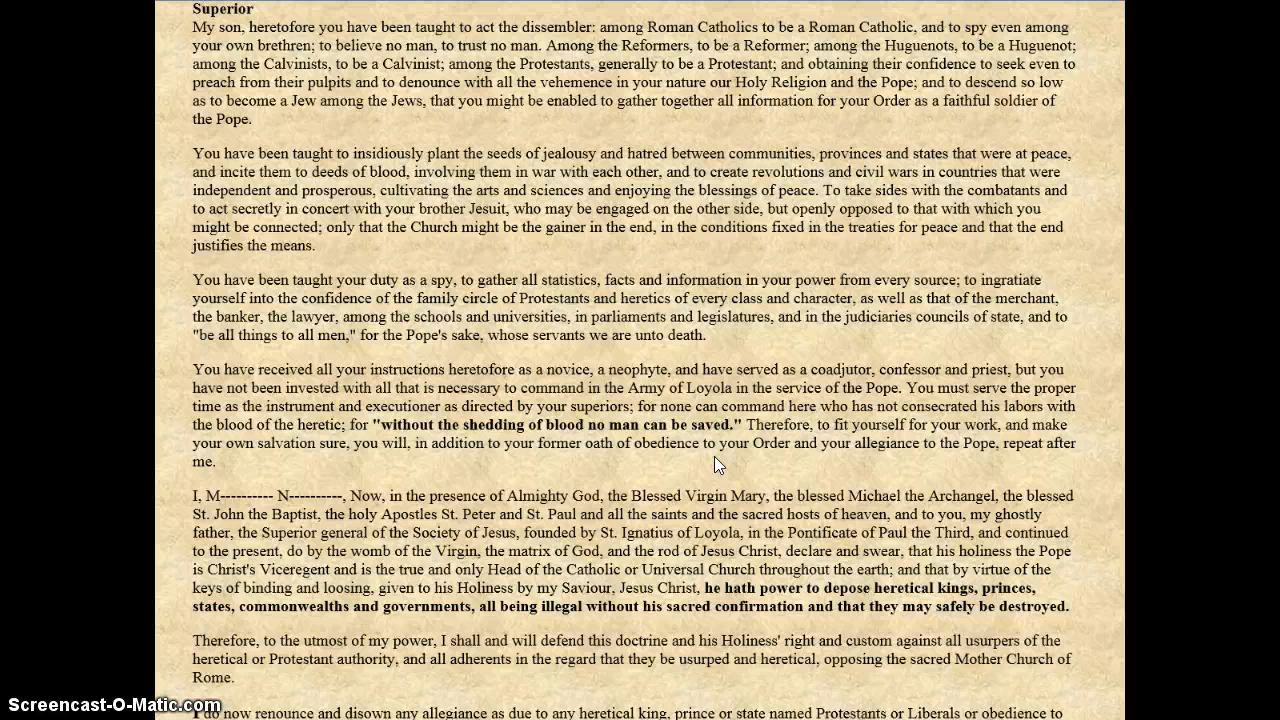 Superior
My son, heretofore you have been taught to act the dissembler: among Roman Catholics to be a Roman Catholic, and to spy even among
your own brethren; to believe no man, to trust no man. Among the Reformers, to be a Reformer; among the Huguenots, to be a Huguenot;
among the Calvinists, to be a Calvinist; among the Protestants, generally to be a Protestant; and obtaining their confidence to seek even to
preach from their pulpits and to denounce with all the vehemence in your nature our Holy Religion and the Pope; and to descend so low
as to become a Jew among the Jews, that you might be enabled to gather together all information for your Order as a faithful soldier of
the Pope.
You have been taught to insidiously plant the seeds of jealousy and hatred between communities, provinces and states that were at peace,
and incite them to deeds of blood, involving them in war with each other, and to create revolutions and civil wars in countries that were
independent and prosperous, cultivating the arts and sciences and enjoying the blessings of peace. To take sides with the combatants and
to act secretly in concert with your brother Jesuit, who may be engaged on the other side, but openly opposed to that with which you
might be connected; only that the Church might be the gainer in the end, in the conditions fixed in the treaties for peace and that the end
justifies the means.
You have been taught your duty as a spy, to gather all statistics, facts and information in your power from every source; to ingratiate
yourself into the confidence of the family circle of Protestants and heretics of every class and character, as well as that of the merchant,
the banker, the lawyer, among the schools and universities, in parliaments and legislatures, and in the judiciaries councils of state, and to
"be all things to all men," for the Pope's sake, whose servants we are unto death.
You have received all your instructions heretofore as a novice, a neophyte, and have served as a coadjutor, confessor and priest, but you
have not been invested with all that is necessary to command in the Army of Loyola in the service of the Pope. You must serve the proper
time as the instrument and executioner as directed by your superiors; for none can command here who has not consecrated his labors with
the blood of the heretic; for "without the shedding of blood no man can be saved." Therefore, to fit yourself for your work, and make
your own salvation sure, you will, in addition to your former oath of obedience to your Order and your allegiance to the Pope, repeat after
me.
I, M---------- N----------, Now, in the presence of Almighty God, the Blessed Virgin Mary, the blessed Michael the Archangel, the blessed
St. John the Baptist, the holy Apostles St. Peter and St. Paul and all the saints and the sacred hosts of heaven, and to you, my ghostly
father, the Superior general of the Society of Jesus, founded by St. Ignatius of Loyola, in the Pontificate of Paul the Third, and continued
to the present, do by the womb of the Virgin, the matrix of God, and the rod of Jesus Christ, declare and swear, that his holiness the Pope
is Christ's Viceregent and is the true and only Head of the Catholic or Universal Church throughout the earth; and that by virtue of the
keys of binding and loosing, given to his Holiness by my Saviour, Jesus Christ, he hath power to depose heretical kings, princes,
states, commonwealths and governments, all being illegal without his sacred confirmation and that they may safely be destroyed.
Therefore, to the utmost of my power, I shall and will defend this doctrine and his Holiness' right and custom against all usurpers of the
heretical or Protestant authority, and all adherents in the regard that they be usurped and heretical, opposing the sacred Mother Church of
Rome.
I do now renounce and disown any allegiance as due to any heretical king, prince or state named Protestants or Liberals or obedience to
Screencast-O-Matic.com